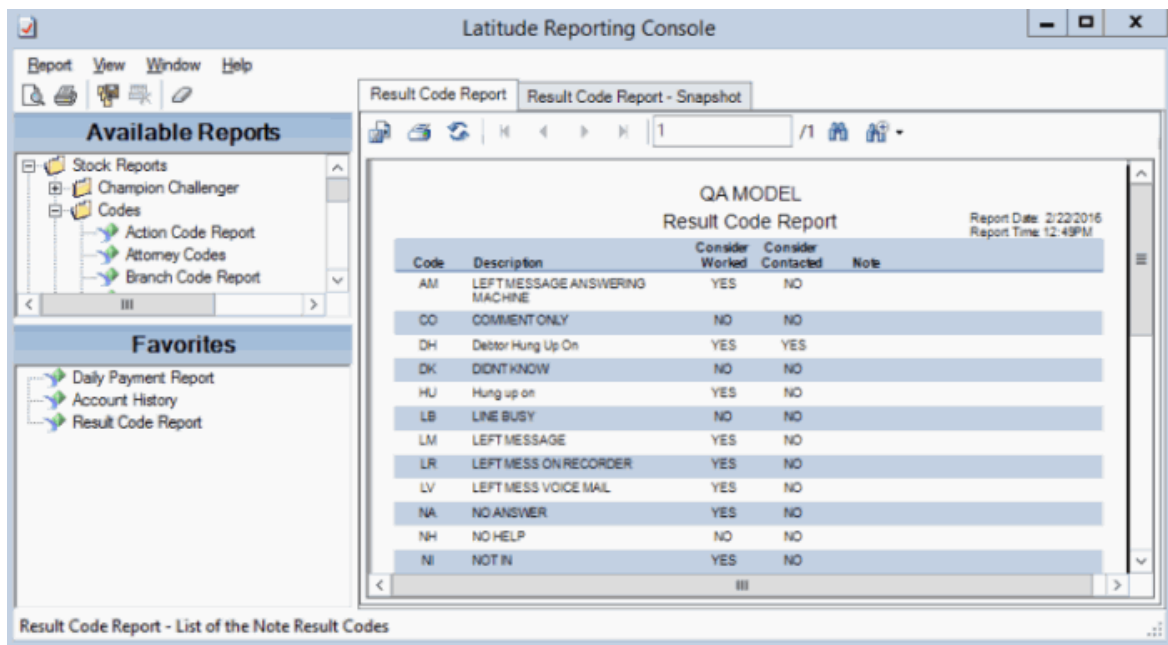 Latitude Reporting Console
Report View Window Help
Available Reports
Stock Reports
Champion Challenger
Codes
Action Code Report
Attorney Codes
Branch Code Report
Favorites
Daily Payment Report
Account History
Result Code Report
Result Code Report Result Code Report - Snapshot
1 /1
QA MODEL
Result Code Report
Report Date: 2/22/2016
Report Time: 12:49PM
Consider Consider
Code Description Worked Contacted Note
AM LEFT MESSAGE ANSWERING YES NO
MACHINE
CO COMMENT ONLY NO NO
DH Debtor Hung Up On YES YES
DK DIDNT KNOW NO NO
HU Hung up on YES NO
LB LINE BUSY NO NO
LM LEFT MESSAGE YES NO
LR LEFT MESS ON RECORDER YES NO
LV LEFT MESS VOICE MAIL YES NO
NA NO ANSWER YES NO
NH NO HELP NO NO
NI NOT IN YES NO
Result Code Report - List of the Note Result Codes